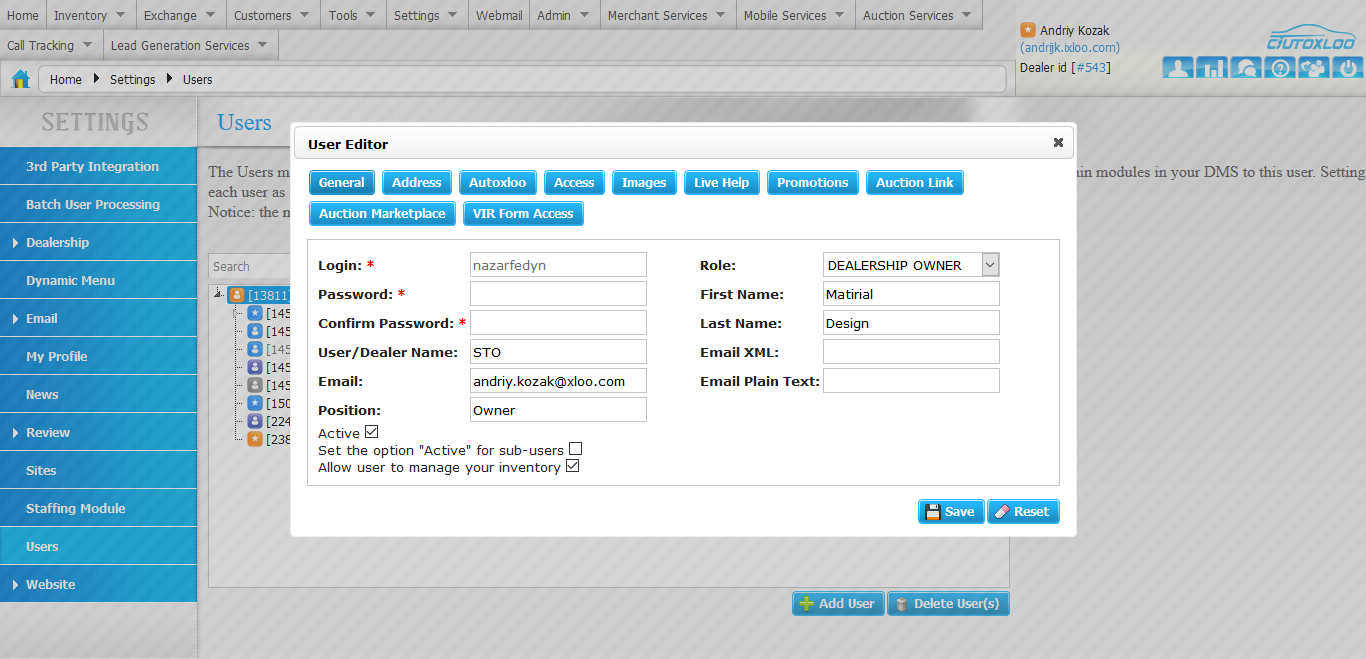 Home Inventory Exchange Customers Tools Settings Webmail Admin Merchant Services Mobile Services Auction Services
Call Tracking Lead Generation Services
Andriy Kozak
(andrijk.ixloo.com)
Dealer id [#543]
AUTOXLOO
Home Settings Users
SETTINGS
3rd Party Integration
Batch User Processing
Dealership
Dynamic Menu
Email
My Profile
News
Review
Sites
Staffing Module
Users
Website
Users
The Users m
in modules in your DMS to this user. Setting
each user as
Notice: the m
Search
[13811]
[145
[145
[145
[145
[145
[150
[224
[238
User Editor
General Address Autoxloo Access Images Live Help Promotions Auction Link
Auction Marketplace VIR Form Access
Login: * nazarfedyn
Password: *
Confirm Password: *
User/Dealer Name: STO
Email: andriy.kozak@xloo.com
Position: Owner
Active
Set the option "Active" for sub-users
Allow user to manage your inventory
Role: DEALERSHIP OWNER
First Name: Matirial
Last Name: Design
Email XML:
Email Plain Text:
Save Reset
Add User Delete User(s)